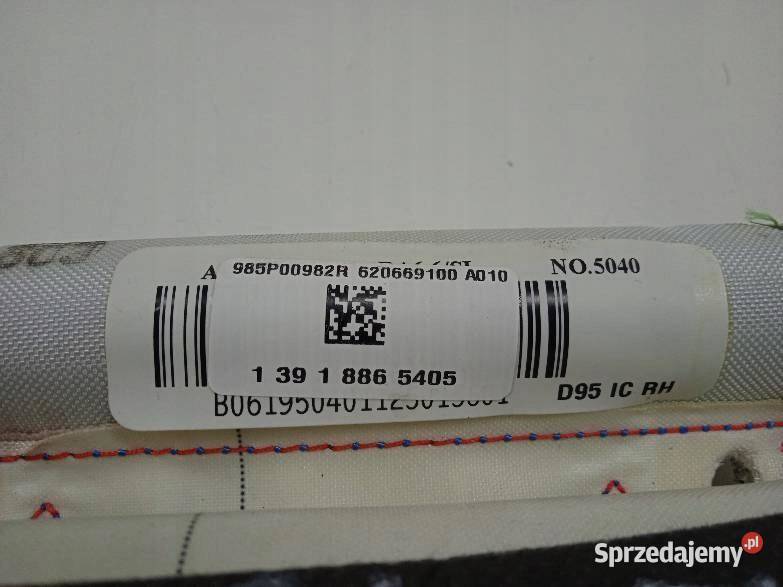 985P00982R 620669100 A010
NO.5040
1 39 1 886 5405
D95 IC RH
Sprzedajemy.pl